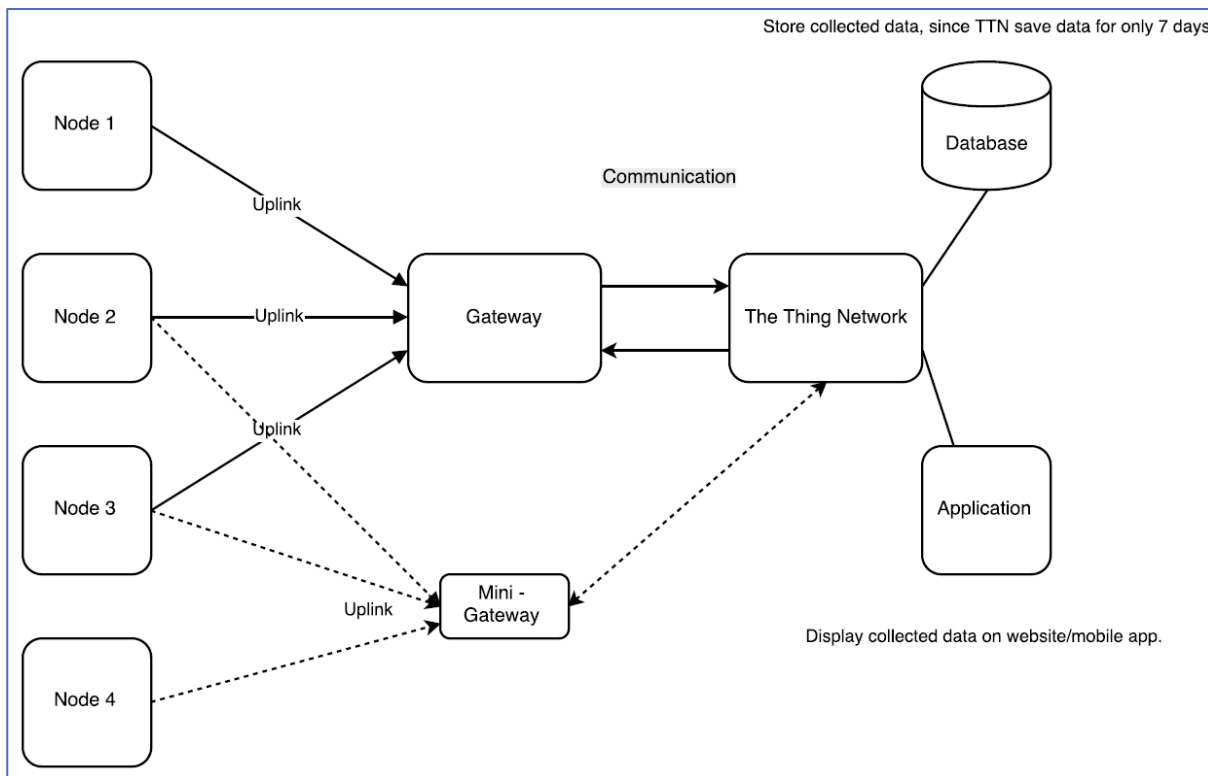 Store collected data, since TTN save data for only 7 days
Node 1
Database
Communication
Uplink
Node 2
Uplink
Gateway
The Thing Network
Uplink
Node 3
Application
Mini -
Gateway
Uplink
Display collected data on website/mobile app.
Node 4